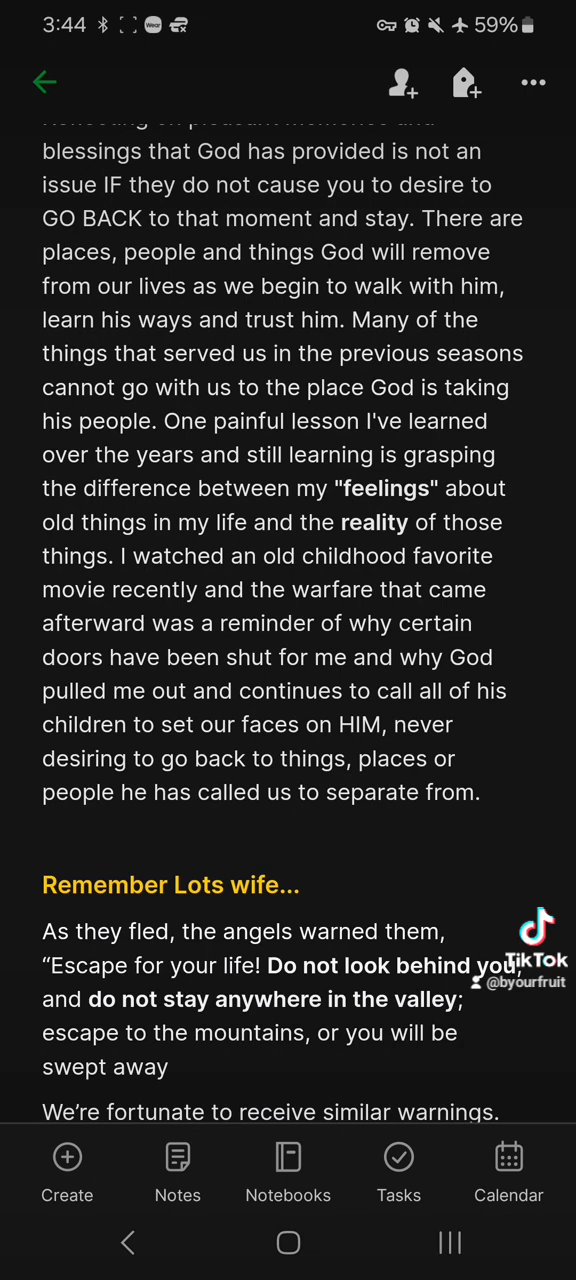 3:44
Wear
59%
Reflecting on pleasant memories and
blessings that God has provided is not an
issue IF they do not cause you to desire to
GO BACK to that moment and stay. There are
places, people and things God will remove
from our lives as we begin to walk with him,
learn his ways and trust him. Many of the
things that served us in the previous seasons
cannot go with us to the place God is taking
his people. One painful lesson I've learned
over the years and still learning is grasping
the difference between my "feelings" about
old things in my life and the reality of those
things. I watched an old childhood favorite
movie recently and the warfare that came
afterward was a reminder of why certain
doors have been shut for me and why God
pulled me out and continues to call all of his
children to set our faces on HIM, never
desiring to go back to things, places or
people he has called us to separate from.
Remember Lots wife...
As they fled, the angels warned them,
“Escape for your life! Do not look behind you,
and do not stay anywhere in the valley;
escape to the mountains, or you will be
swept away
We’re fortunate to receive similar warnings.
TikTok
@byourfruit
Create
Notes
Notebooks
Tasks
Calendar